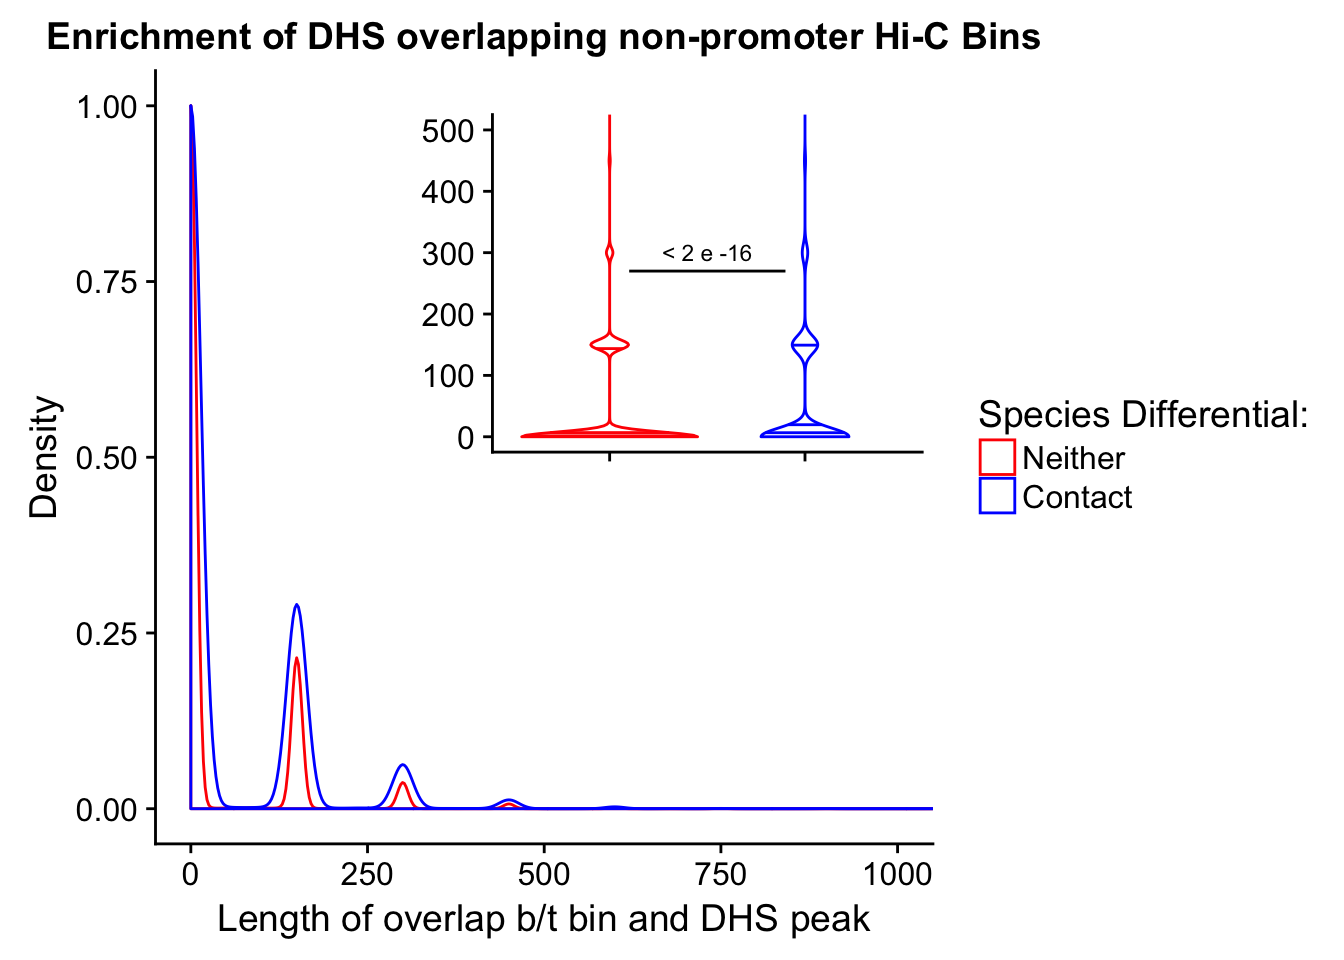 Enrichment of DHS overlapping non-promoter Hi-C Bins
1.00
0.75
0.50
0.25
0.00
Density
500
400
300
200
100
0
< 2 e -16
Species Differential:
Neither
Contact
0 250 500 750 1000
Length of overlap b/t bin and DHS peak